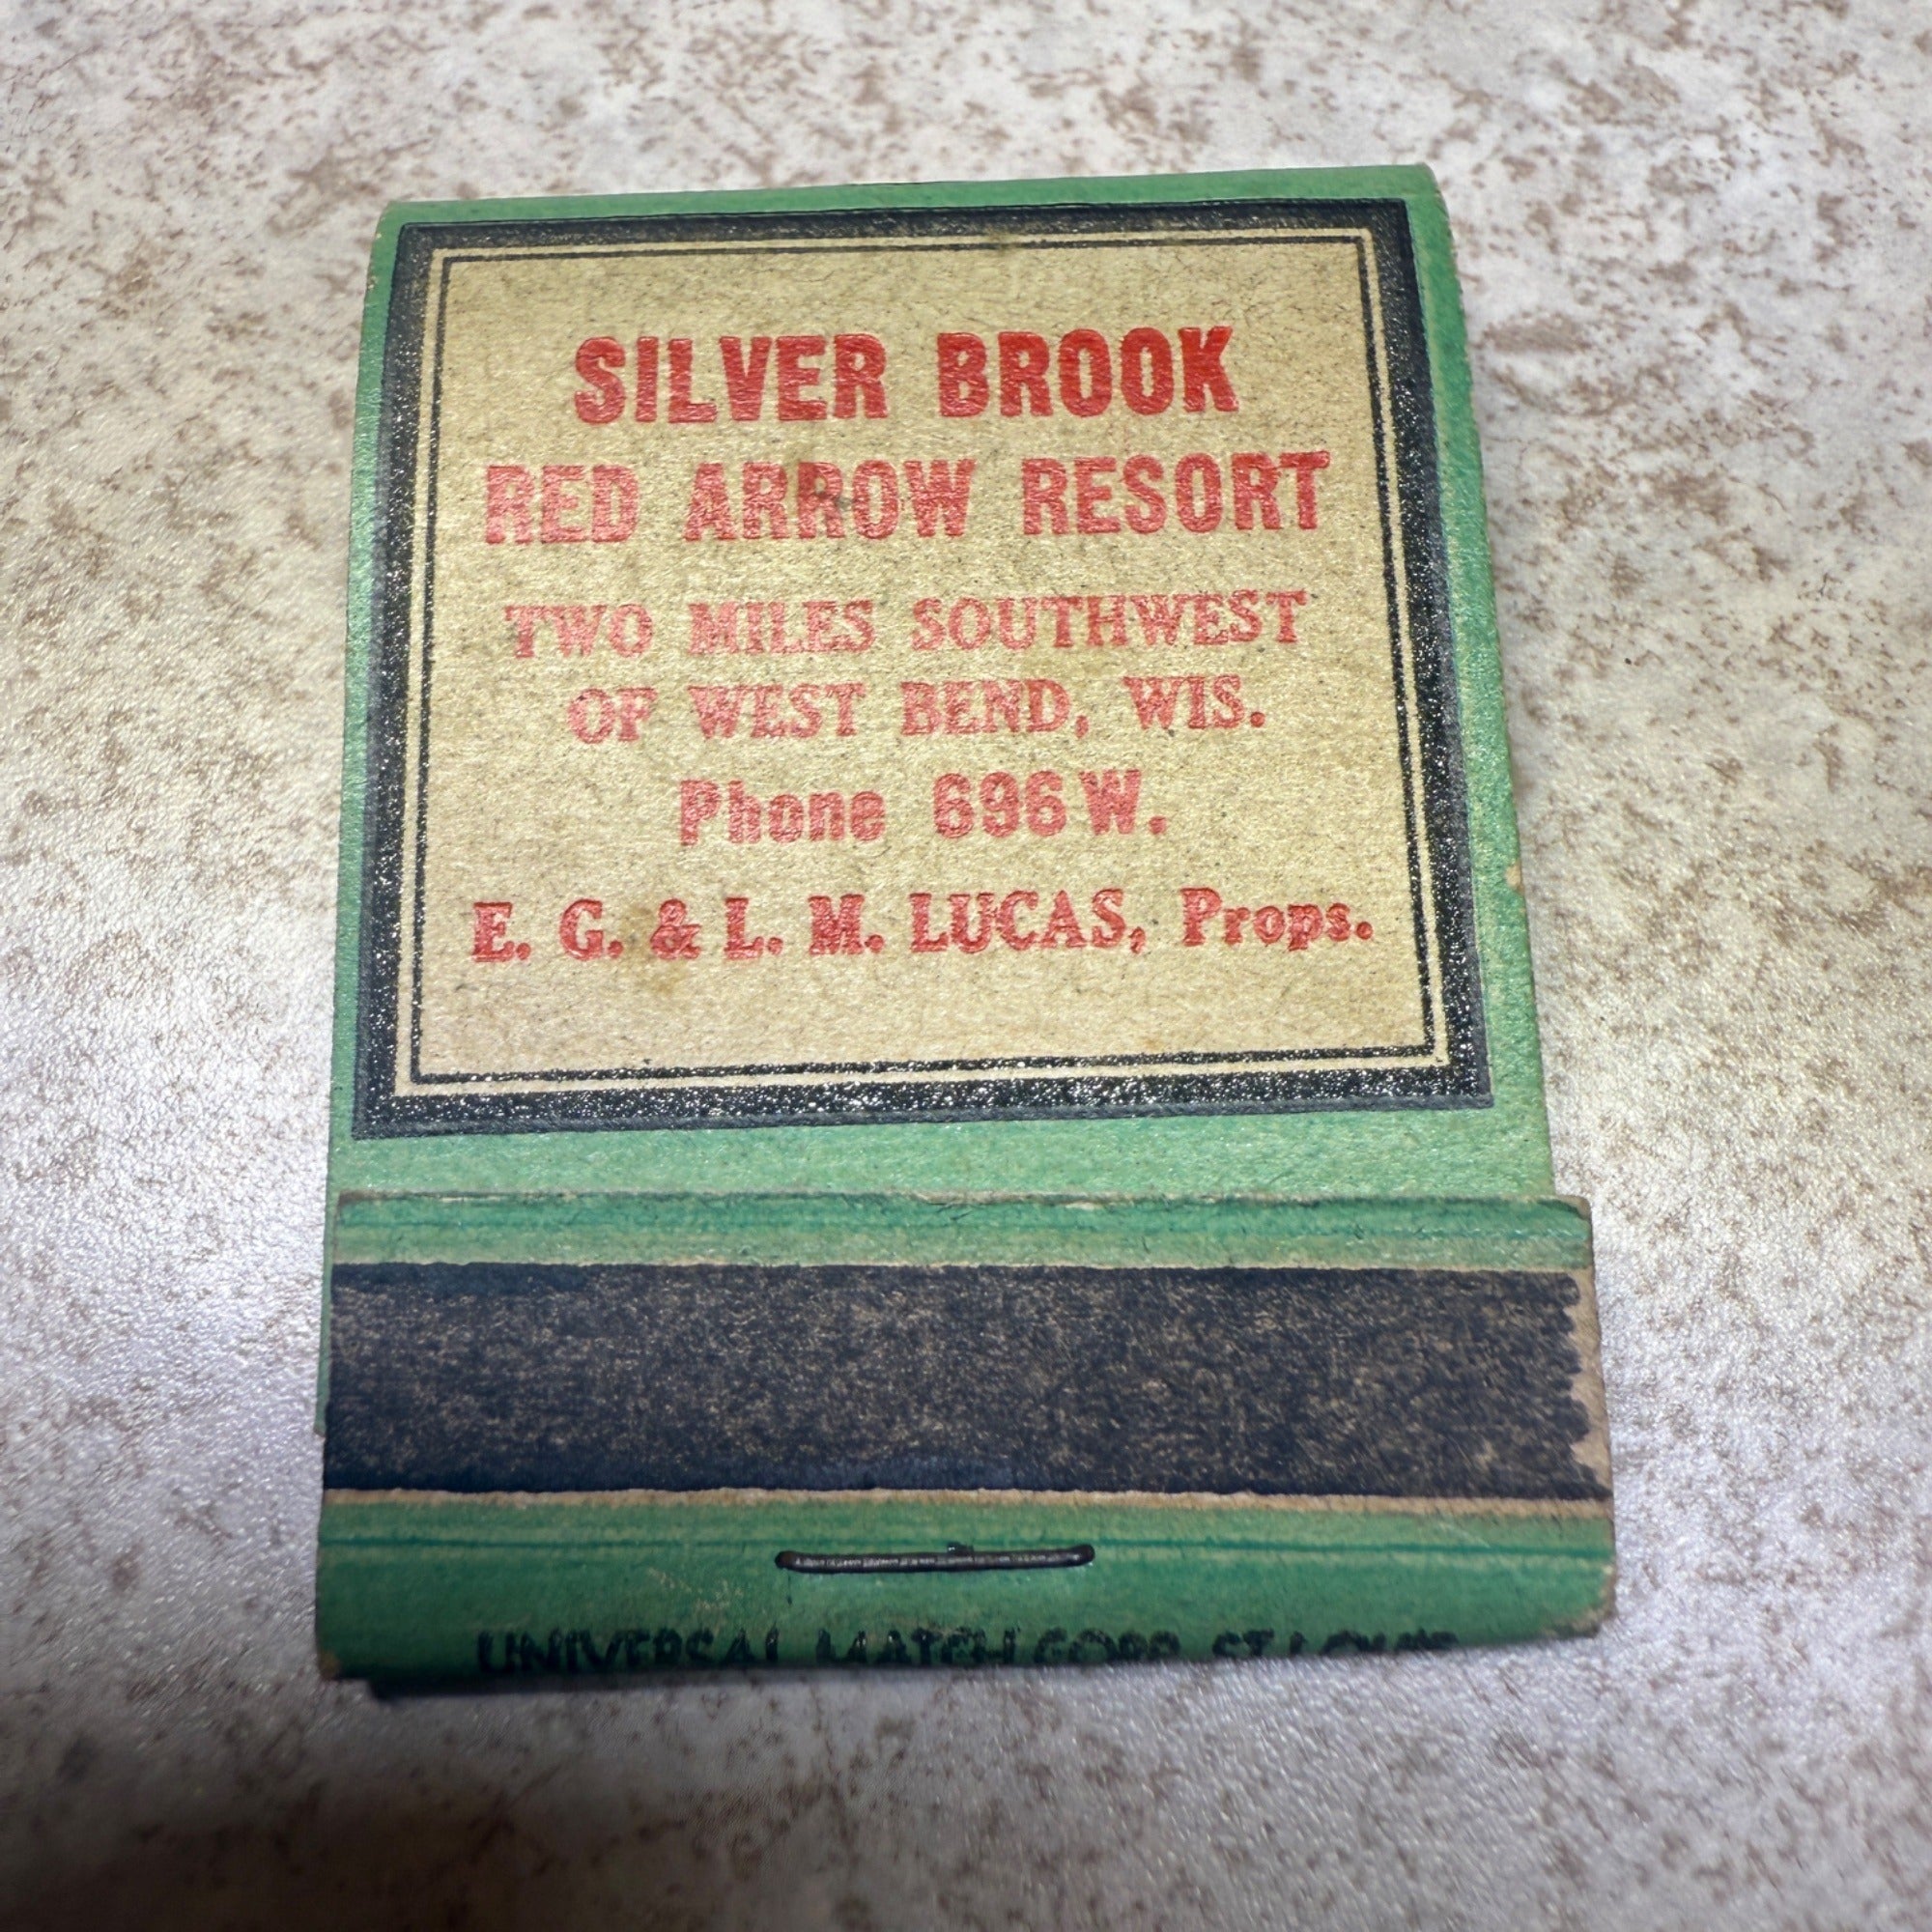 SILVER BROOK
RED ARROW RESORT
TWO MILES SOUTHWEST
OF WEST BEND, WIS.
Phone 696 W.
E. G. & L. M. LUCAS, Props.
UNIVERSAL MATCH CORP. ST. LOUIS